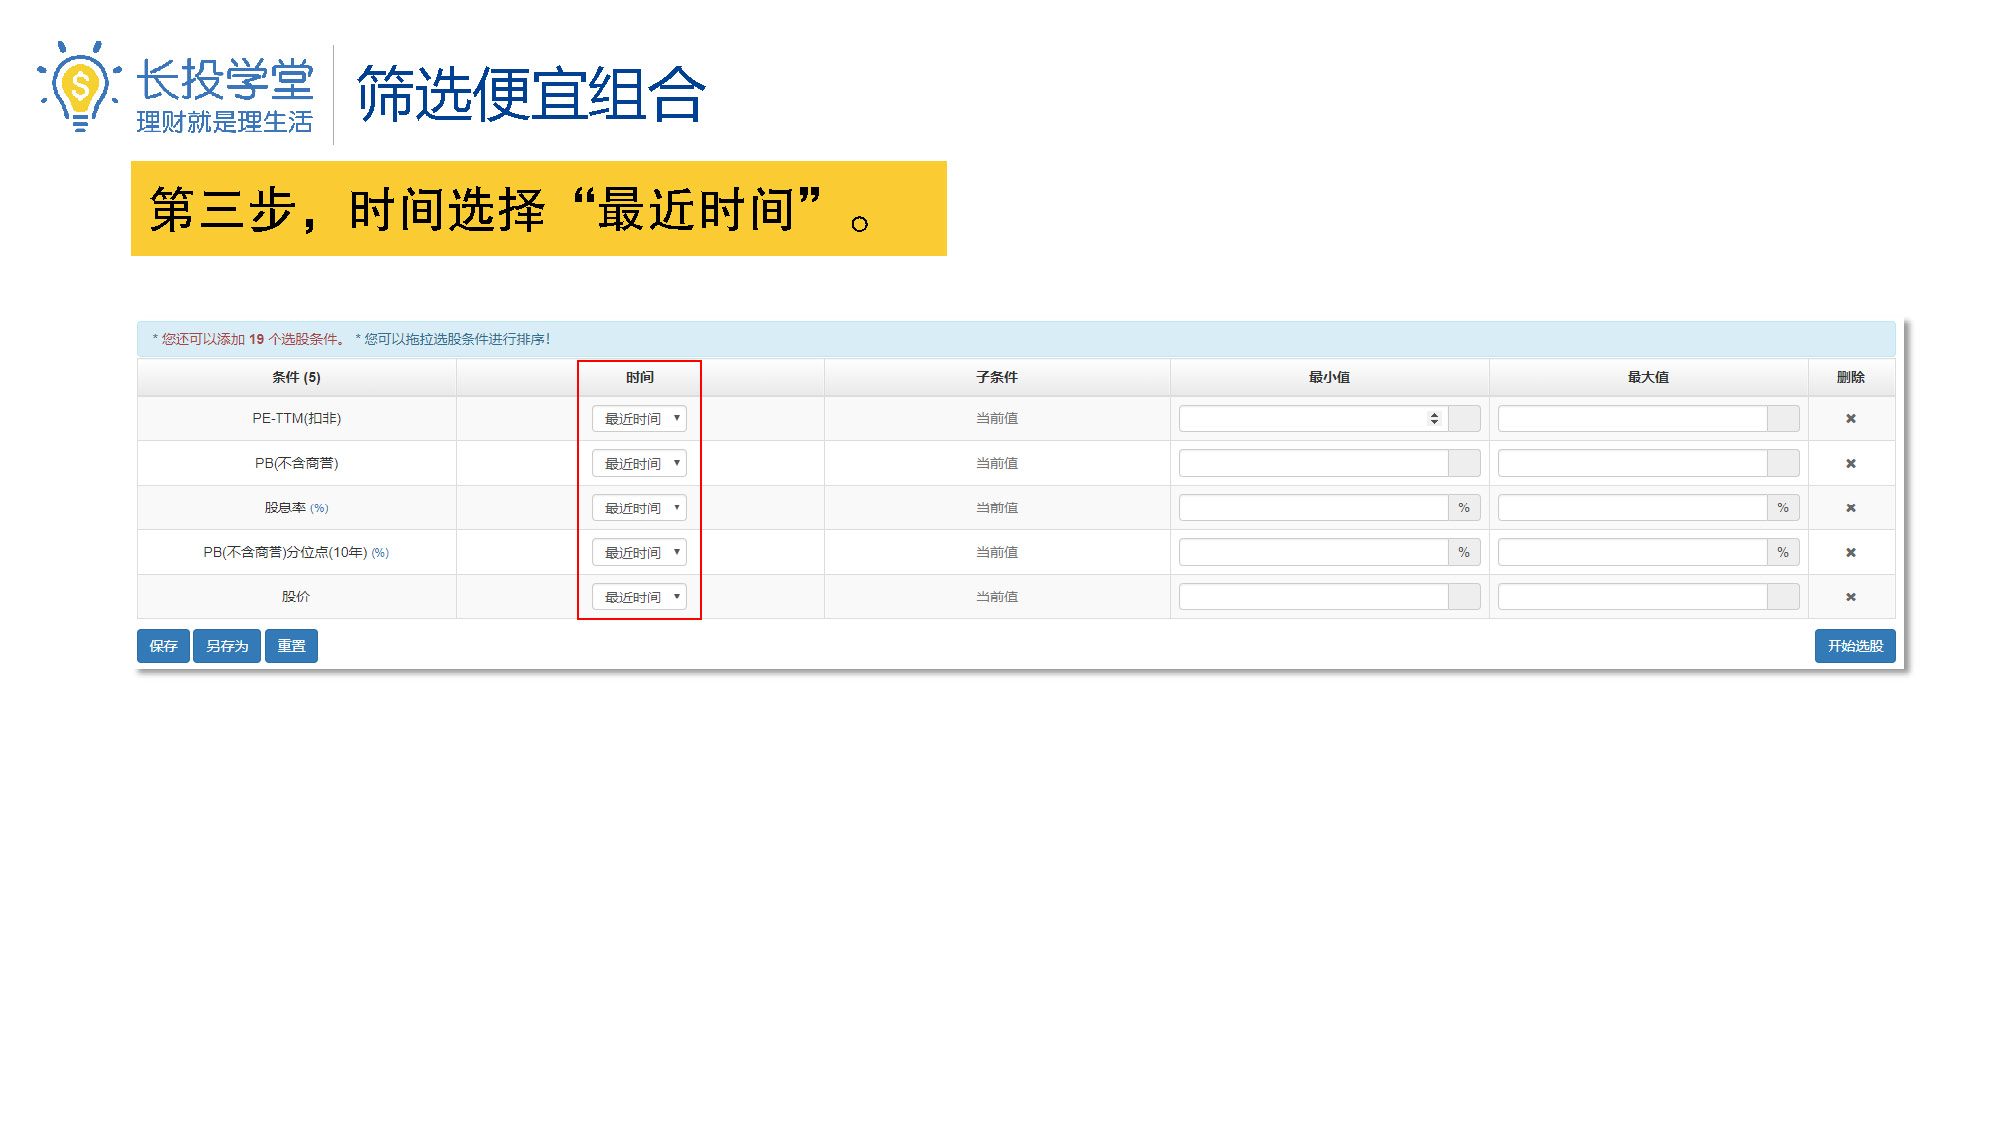 长投学堂
理财就是理生活
筛选便宜组合
第三步，时间选择“最近时间”。
* 您还可以添加 19 个选股条件。 * 您可以拖拉选股条件进行排序！
条件 (5) 时间 子条件 最小值 最大值 删除
PE-TTM(扣非) 最近时间 ▾ 当前值 ✖
PB(不含商誉) 最近时间 ▾ 当前值 ✖
股息率 (%) 最近时间 ▾ 当前值 % % ✖
PB(不含商誉)分位点(10年) (%) 最近时间 ▾ 当前值 % % ✖
股价 最近时间 ▾ 当前值 ✖
保存 另存为 重置 开始选股